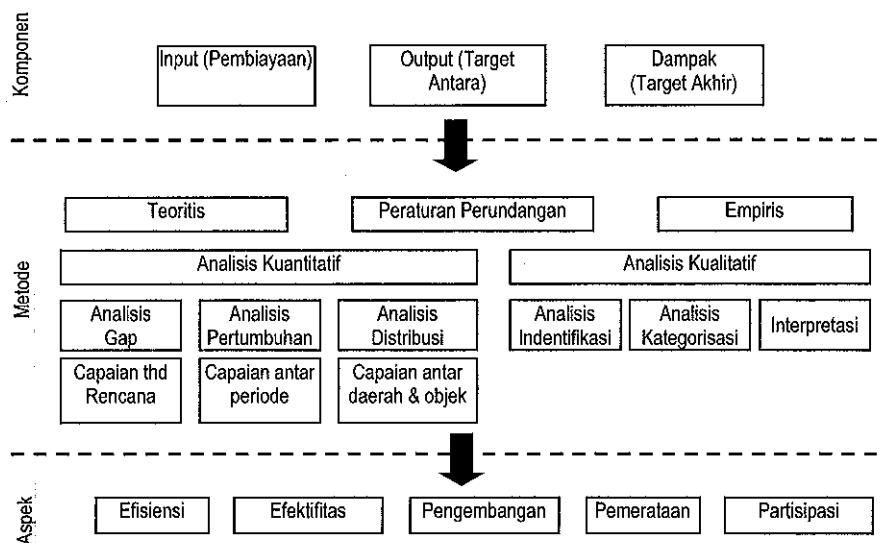 Komponen
Input (Pembiayaan)
Output (Target
Antara)
Dampak
(Target Akhir)
Metode
Teoritis
Peraturan Perundangan
Empiris
Analisis Kuantitatif
Analisis Kualitatif
Analisis
Gap
Analisis
Pertumbuhan
Analisis
Distribusi
Analisis
Indentifikasi
Analisis
Kategorisasi
Interpretasi
Capaian thd
Rencana
Capaian antar
periode
Capaian antar
daerah & objek
Aspek
Efisiensi
Efektifitas
Pengembangan
Pemerataan
Partisipasi